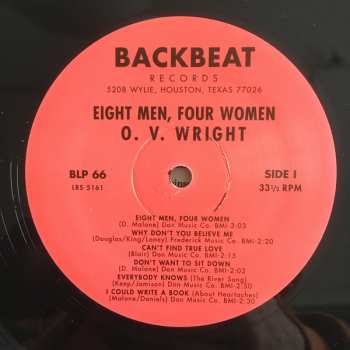 BACKBEAT
RECORDS
5208 WYLIE, HOUSTON, TEXAS 77026
EIGHT MEN, FOUR WOMEN
O. V. WRIGHT
BLP 66
LRS 5161
SIDE I
33⅓ RPM
EIGHT MEN, FOUR WOMEN
(D. Malone) Don Music Co. BMI-3:03
WHY DON'T YOU BELIEVE ME
(Douglas/King/Laney) Frederick Music Co. BMI-2:20
CAN'T FIND TRUE LOVE
(Blair) Don Music Co. BMI-2:15
DON'T WANT TO SIT DOWN
(D. Malone) Don Music Co. BMI-2:03
EVERYBODY KNOWS (The River Song)
(Keep/Jamison) Don Music Co. BMI-2:50
I COULD WRITE A BOOK (About Heartaches)
(Malone/Daniels) Don Music Co. BMI-2:30